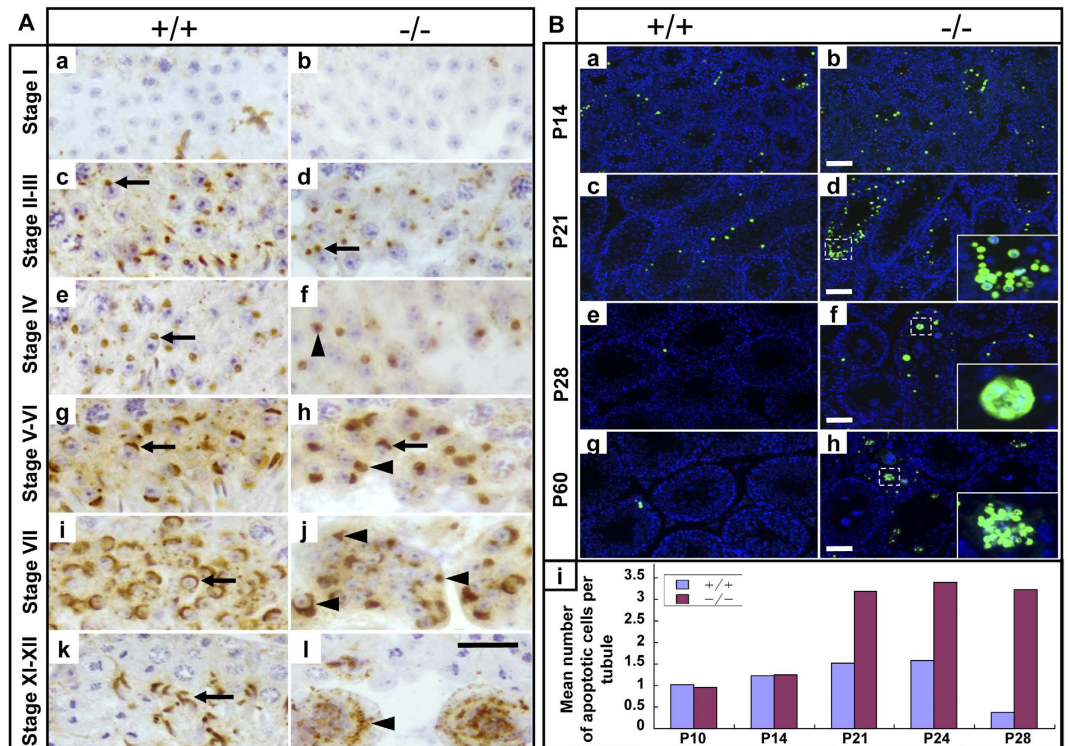 A
+/+
-/-
Stage I
a
b
Stage II-III
c
d
Stage IV
e
f
Stage V-VI
g
h
Stage VII
i
j
Stage XI-XII
k
l
B
+/+
-/-
P14
a
b
P21
c
d
P28
e
f
P60
g
h
i
Mean number
of apoptotic cells per
tubule
3.5
3
2.5
1.5
1
0.5
0
+/+
−/−
P10
P14
P21
P24
P28